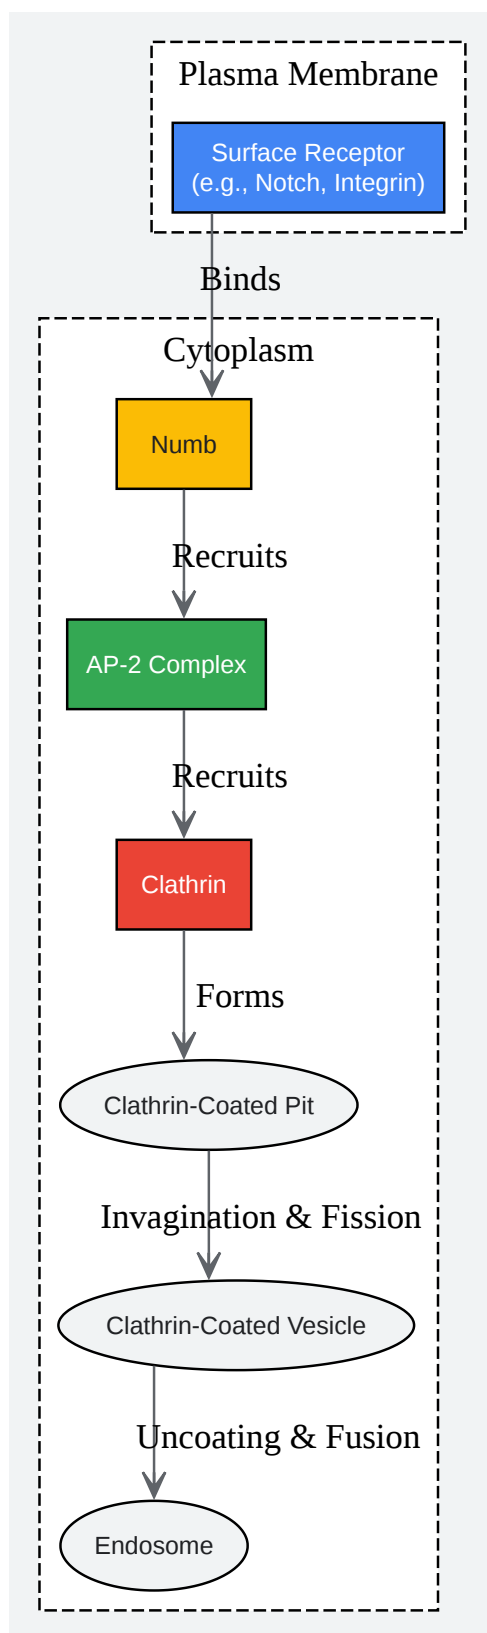 Plasma Membrane
Surface Receptor
(e.g., Notch, Integrin)
Binds
Cytoplasm
Numb
Recruits
AP-2 Complex
Recruits
Clathrin
Forms
Clathrin-Coated Pit
Invagination & Fission
Clathrin-Coated Vesicle
Uncoating & Fusion
Endosome